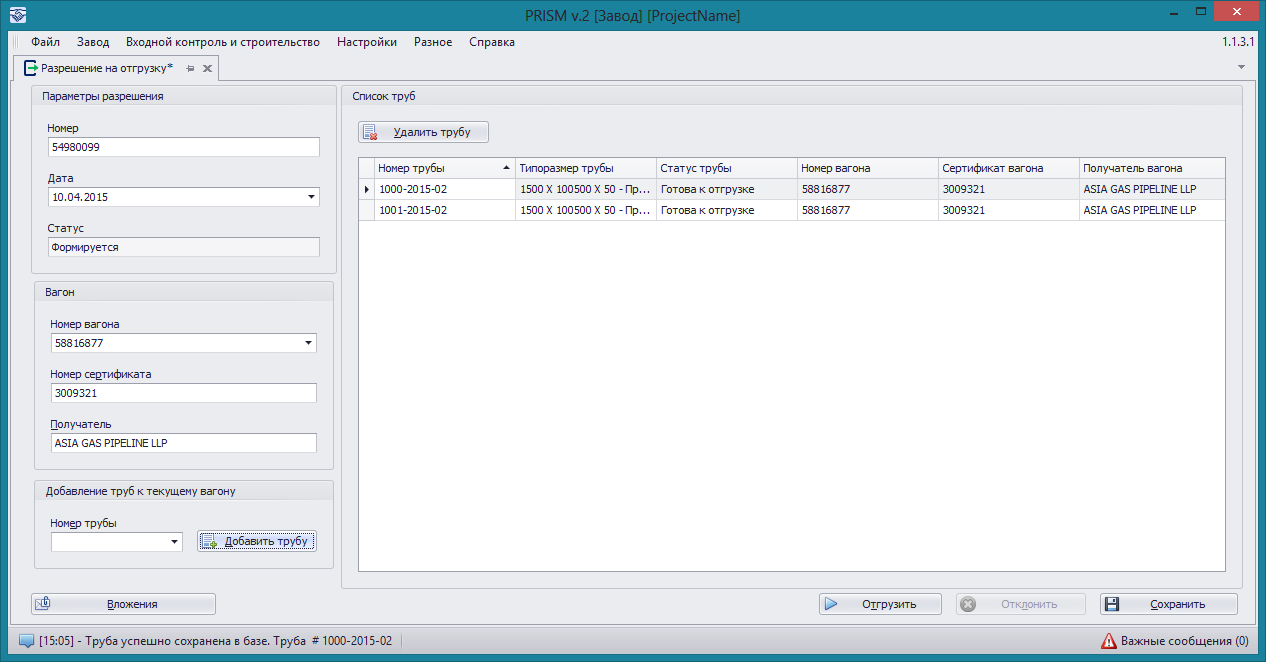 PRISM v.2 [Завод] [ProjectName]
Файл Завод Входной контроль и строительство Настройки Разное Справка 1.1.3.1
Разрешение на отгрузку*
Параметры разрешения
Номер
54980099
Дата
10.04.2015
Статус
Формируется
Вагон
Номер вагона
58816877
Номер сертификата
3009321
Получатель
ASIA GAS PIPELINE LLP
Добавление труб к текущему вагону
Номер трубы
Добавить трубу
Список труб
Удалить трубу
Номер трубы Типоразмер трубы Статус трубы Номер вагона Сертификат вагона Получатель вагона
1000-2015-02 1500 X 100500 X 50 - Пр... Готова к отгрузке 58816877 3009321 ASIA GAS PIPELINE LLP
1001-2015-02 1500 X 100500 X 50 - Пр... Готова к отгрузке 58816877 3009321 ASIA GAS PIPELINE LLP
Вложения Отгрузить Отклонить Сохранить
[15:05] - Труба успешно сохранена в базе. Труба # 1000-2015-02 Важные сообщения (0)